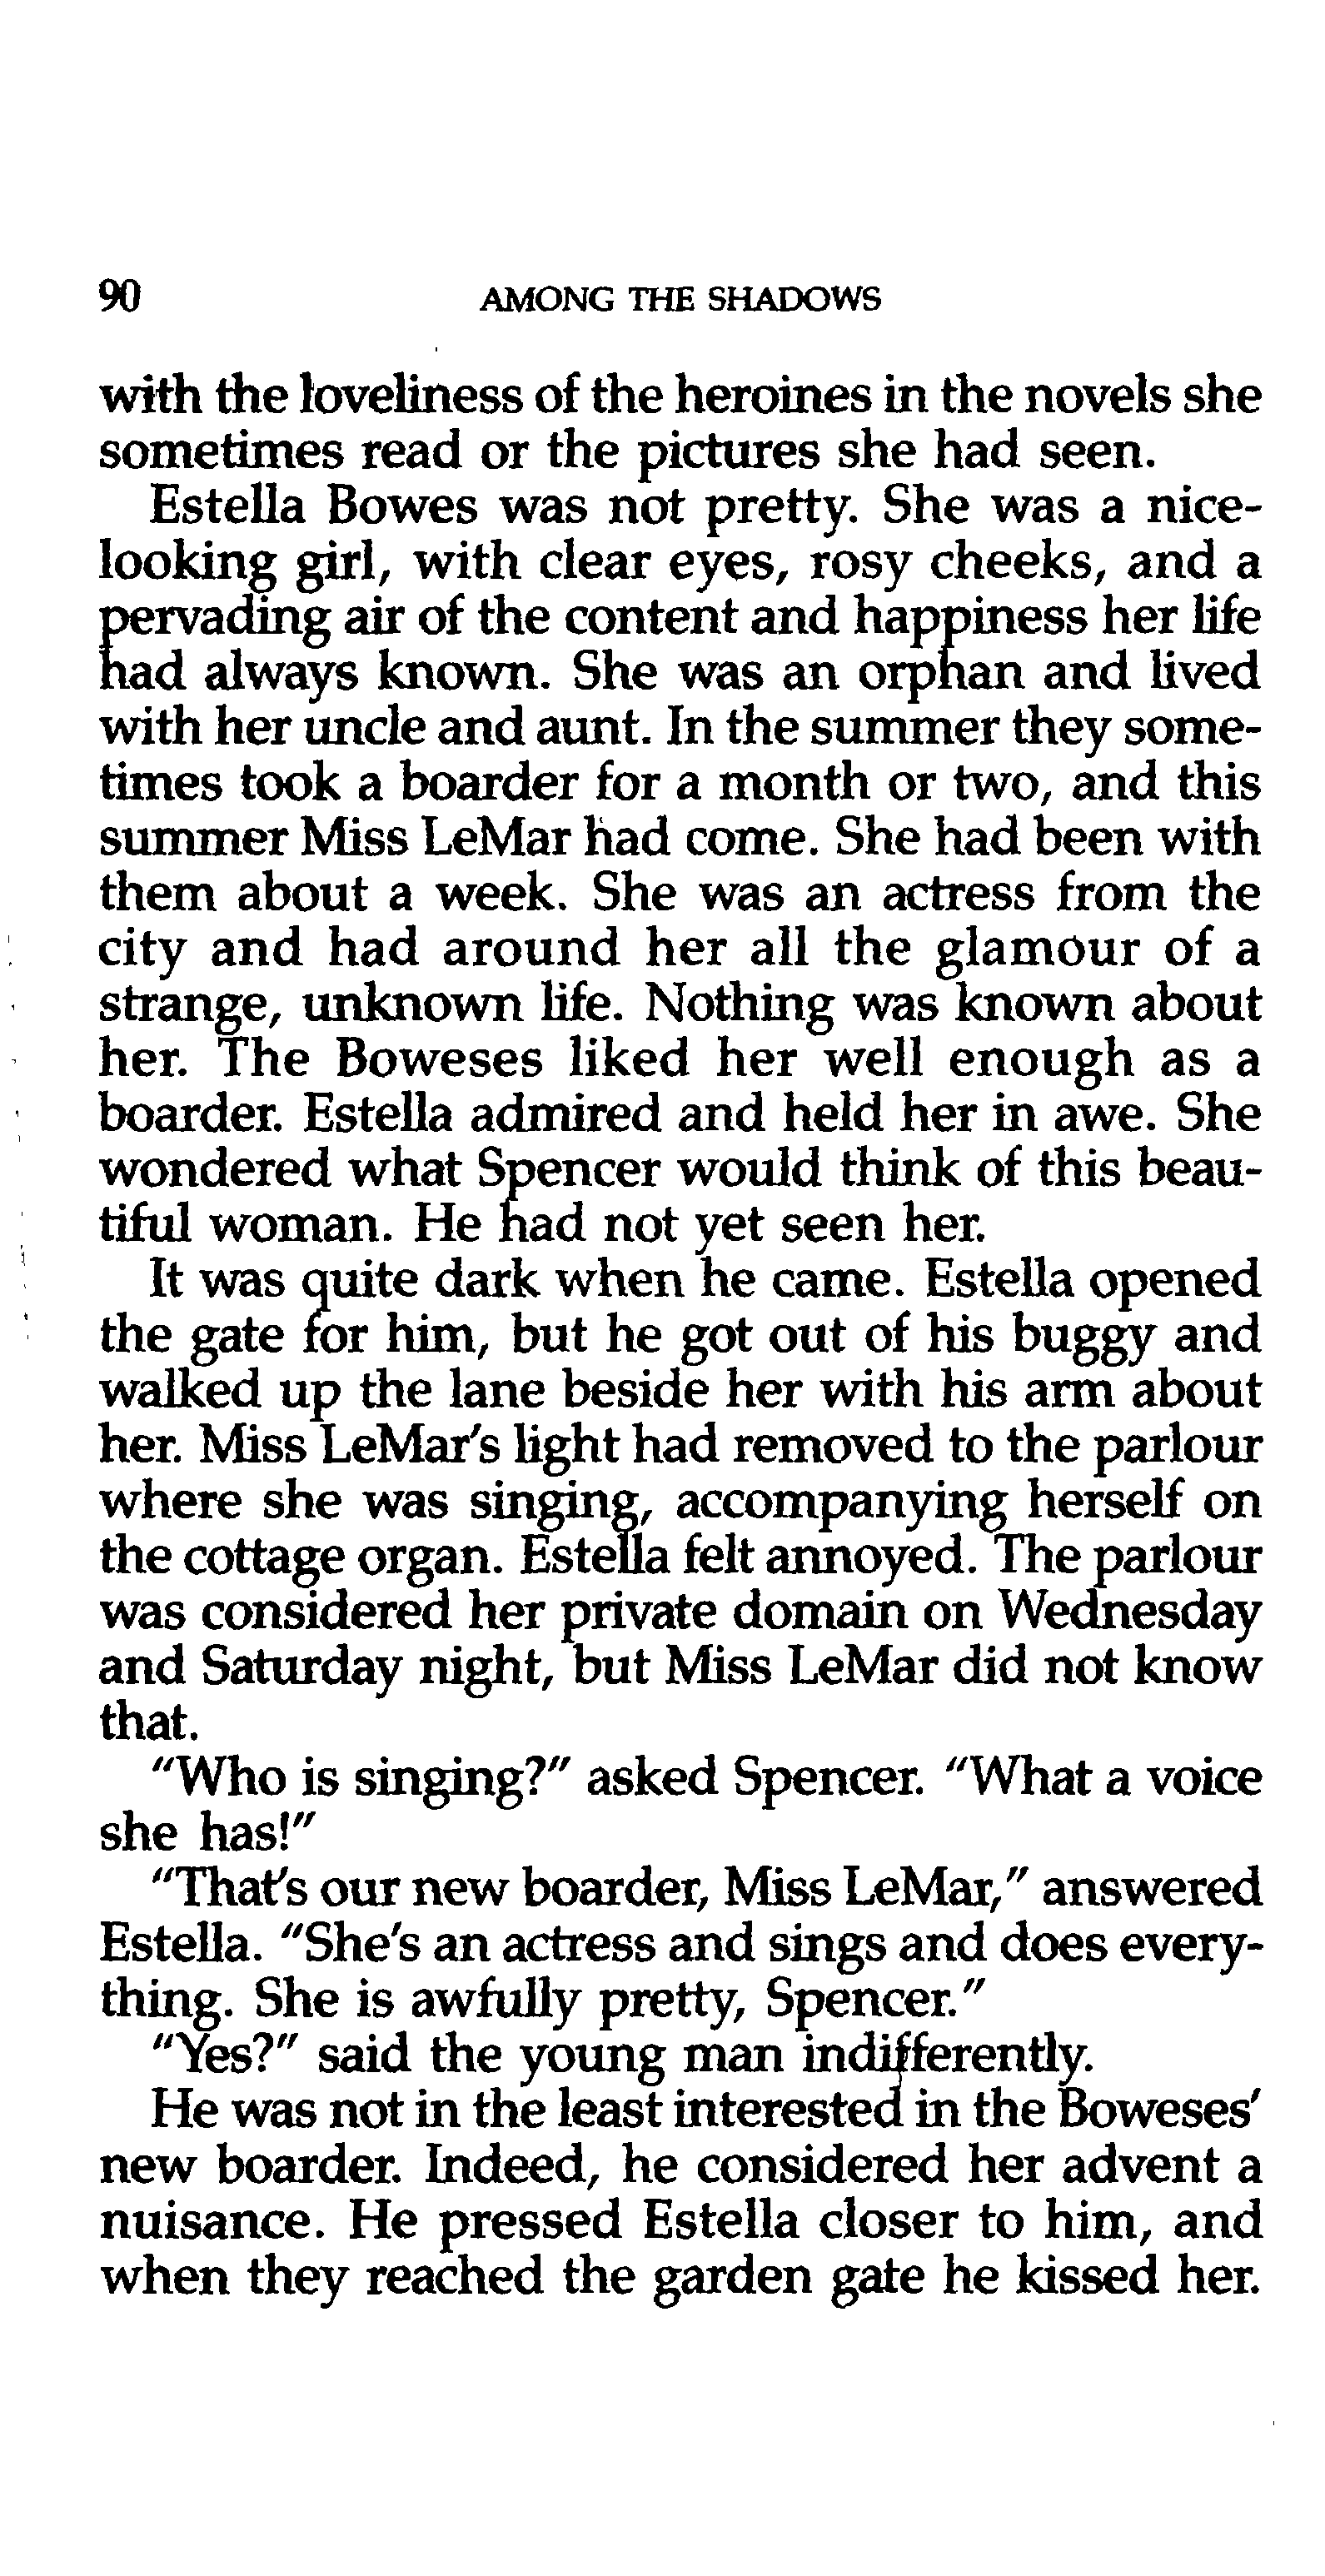 90 AMONG THE SHADOWS
with the loveliness of the heroines in the novels she
sometimes read or the pictures she had seen.
Estella Bowes was not pretty. She was a nice-
looking girl, with clear eyes, rosy cheeks, and a
pervading air of the content and happiness her life
had always known. She was an orphan and lived
with her uncle and aunt. In the summer they some-
times took a boarder for a month or two, and this
summer Miss LeMar had come. She had been with
them about a week. She was an actress from the
city and had around her all the glamour of a
strange, unknown life. Nothing was known about
her. The Boweses liked her well enough as a
boarder. Estella admired and held her in awe. She
wondered what Spencer would think of this beau-
tiful woman. He had not yet seen her.
It was quite dark when he came. Estella opened
the gate for him, but he got out of his buggy and
walked up the lane beside her with his arm about
her. Miss LeMar's light had removed to the parlour
where she was singing, accompanying herself on
the cottage organ. Estella felt annoyed. The parlour
was considered her private domain on Wednesday
and Saturday night, but Miss LeMar did not know
that.
"Who is singing?" asked Spencer. "What a voice
she has!"
"That's our new boarder, Miss LeMar," answered
Estella. "She's an actress and sings and does every-
thing. She is awfully pretty, Spencer."
"Yes?" said the young man indifferently.
He was not in the least interested in the Boweses'
new boarder. Indeed, he considered her advent a
nuisance. He pressed Estella closer to him, and
when they reached the garden gate he kissed her.